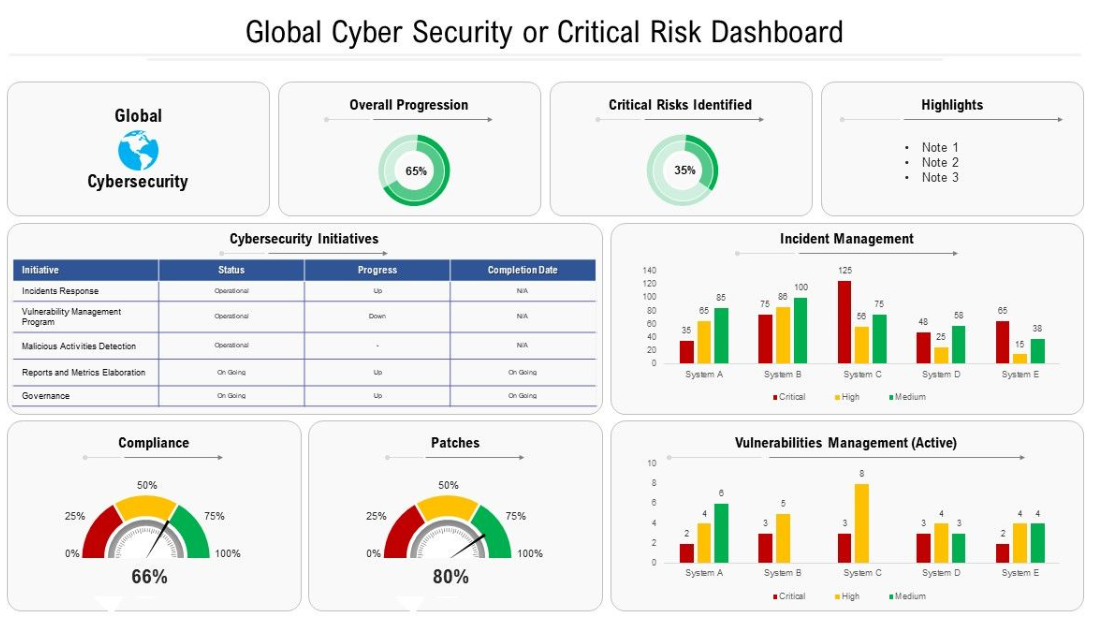 Global Cyber Security or Critical Risk Dashboard
Global
Cybersecurity
Overall Progression
65%
Critical Risks Identified
35%
Highlights
• Note 1
• Note 2
• Note 3
Cybersecurity Initiatives
Initiative Status Progress Completion Date
Incidents Response Operational Up N/A
Vulnerability Management
Program Operational Down N/A
Malicious Activities Detection Operational - N/A
Reports and Metrics Elaboration On Going Up On Going
Governance On Going Up On Going
Incident Management
140
120
100
80
60
40
20
0
35 65 85
75 86 100
125 56 75
48 25 58
65 15 38
System A System B System C System D System E
Critical High Medium
Compliance
0% 25% 50% 75% 100%
66%
Patches
0% 25% 50% 75% 100%
80%
Vulnerabilities Management (Active)
10
8
6
4
2
0
2 4 6
3 5
3 8
3 4 3
2 4 4
System A System B System C System D System E
Critical High Medium